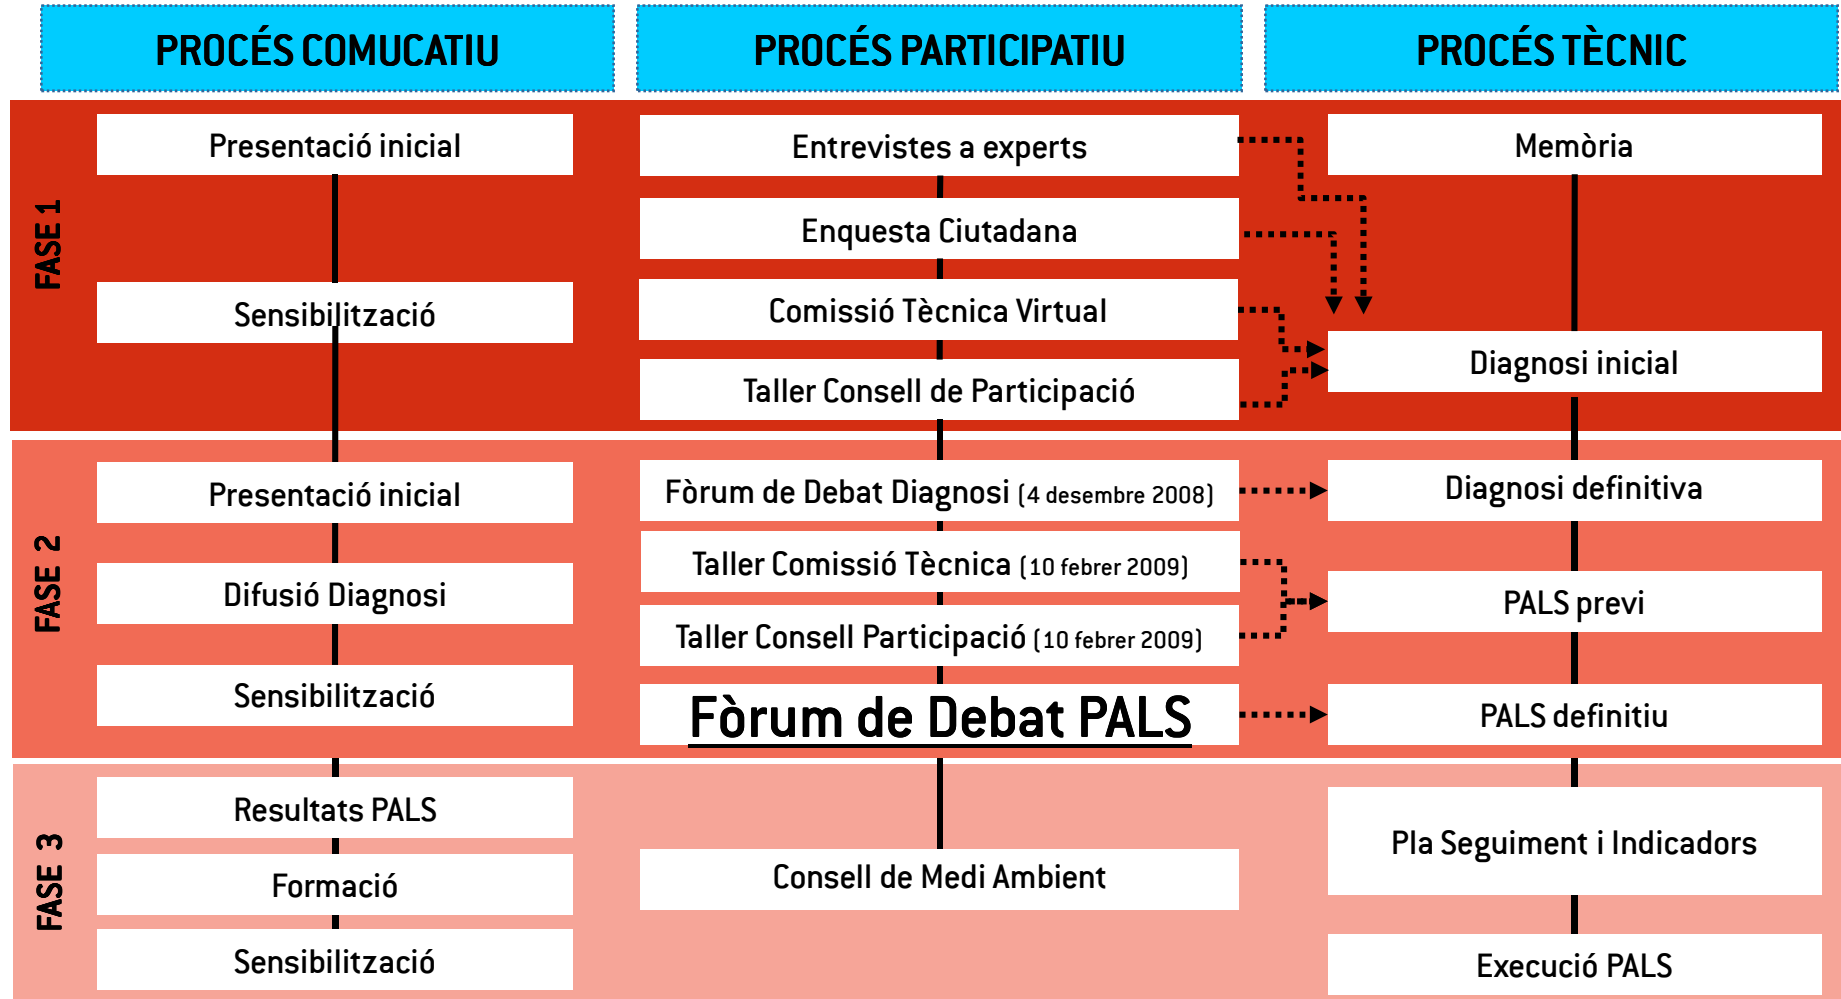 PROCÉS COMUCATIU
PROCÉS PARTICIPATIU
PROCÉS TÈCNIC
FASE 1
Presentació inicial
Sensibilització
Entrevistes a experts
Enquesta Ciutadana
Comissió Tècnica Virtual
Taller Consell de Participació
Memòria
Diagnosi inicial
FASE 2
Presentació inicial
Difusió Diagnosi
Sensibilització
Fòrum de Debat Diagnosi (4 desembre 2008)
Taller Comissió Tècnica (10 febrer 2009)
Taller Consell Participació (10 febrer 2009)
Fòrum de Debat PALS
Diagnosi definitiva
PALS previ
PALS definitiu
FASE 3
Resultats PALS
Formació
Sensibilització
Consell de Medi Ambient
Pla Seguiment i Indicadors
Execució PALS